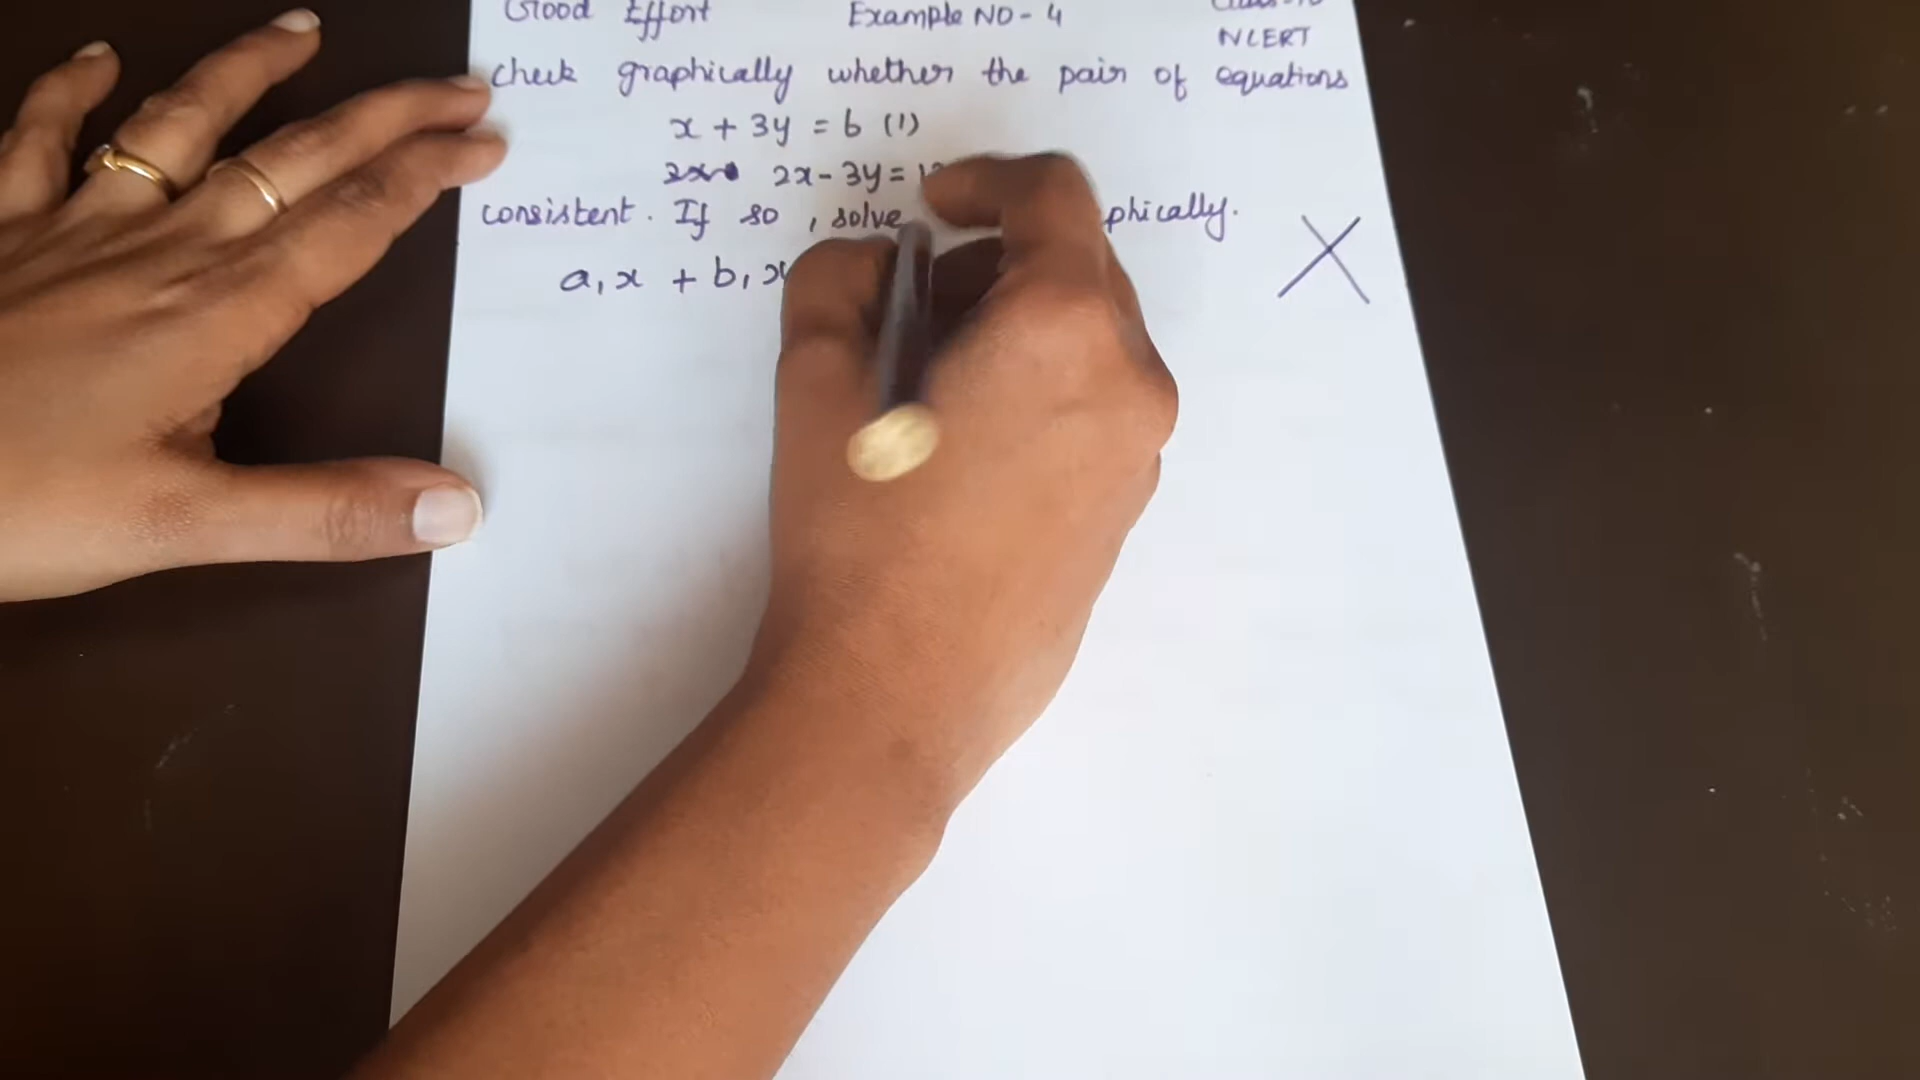 Good Effort Example NO - 4
NCERT
check graphically whether the pair of equations
x + 3y = 6 (1)
2x - 3y = 
consistent. If so, solve phically.
a₁x + b₁